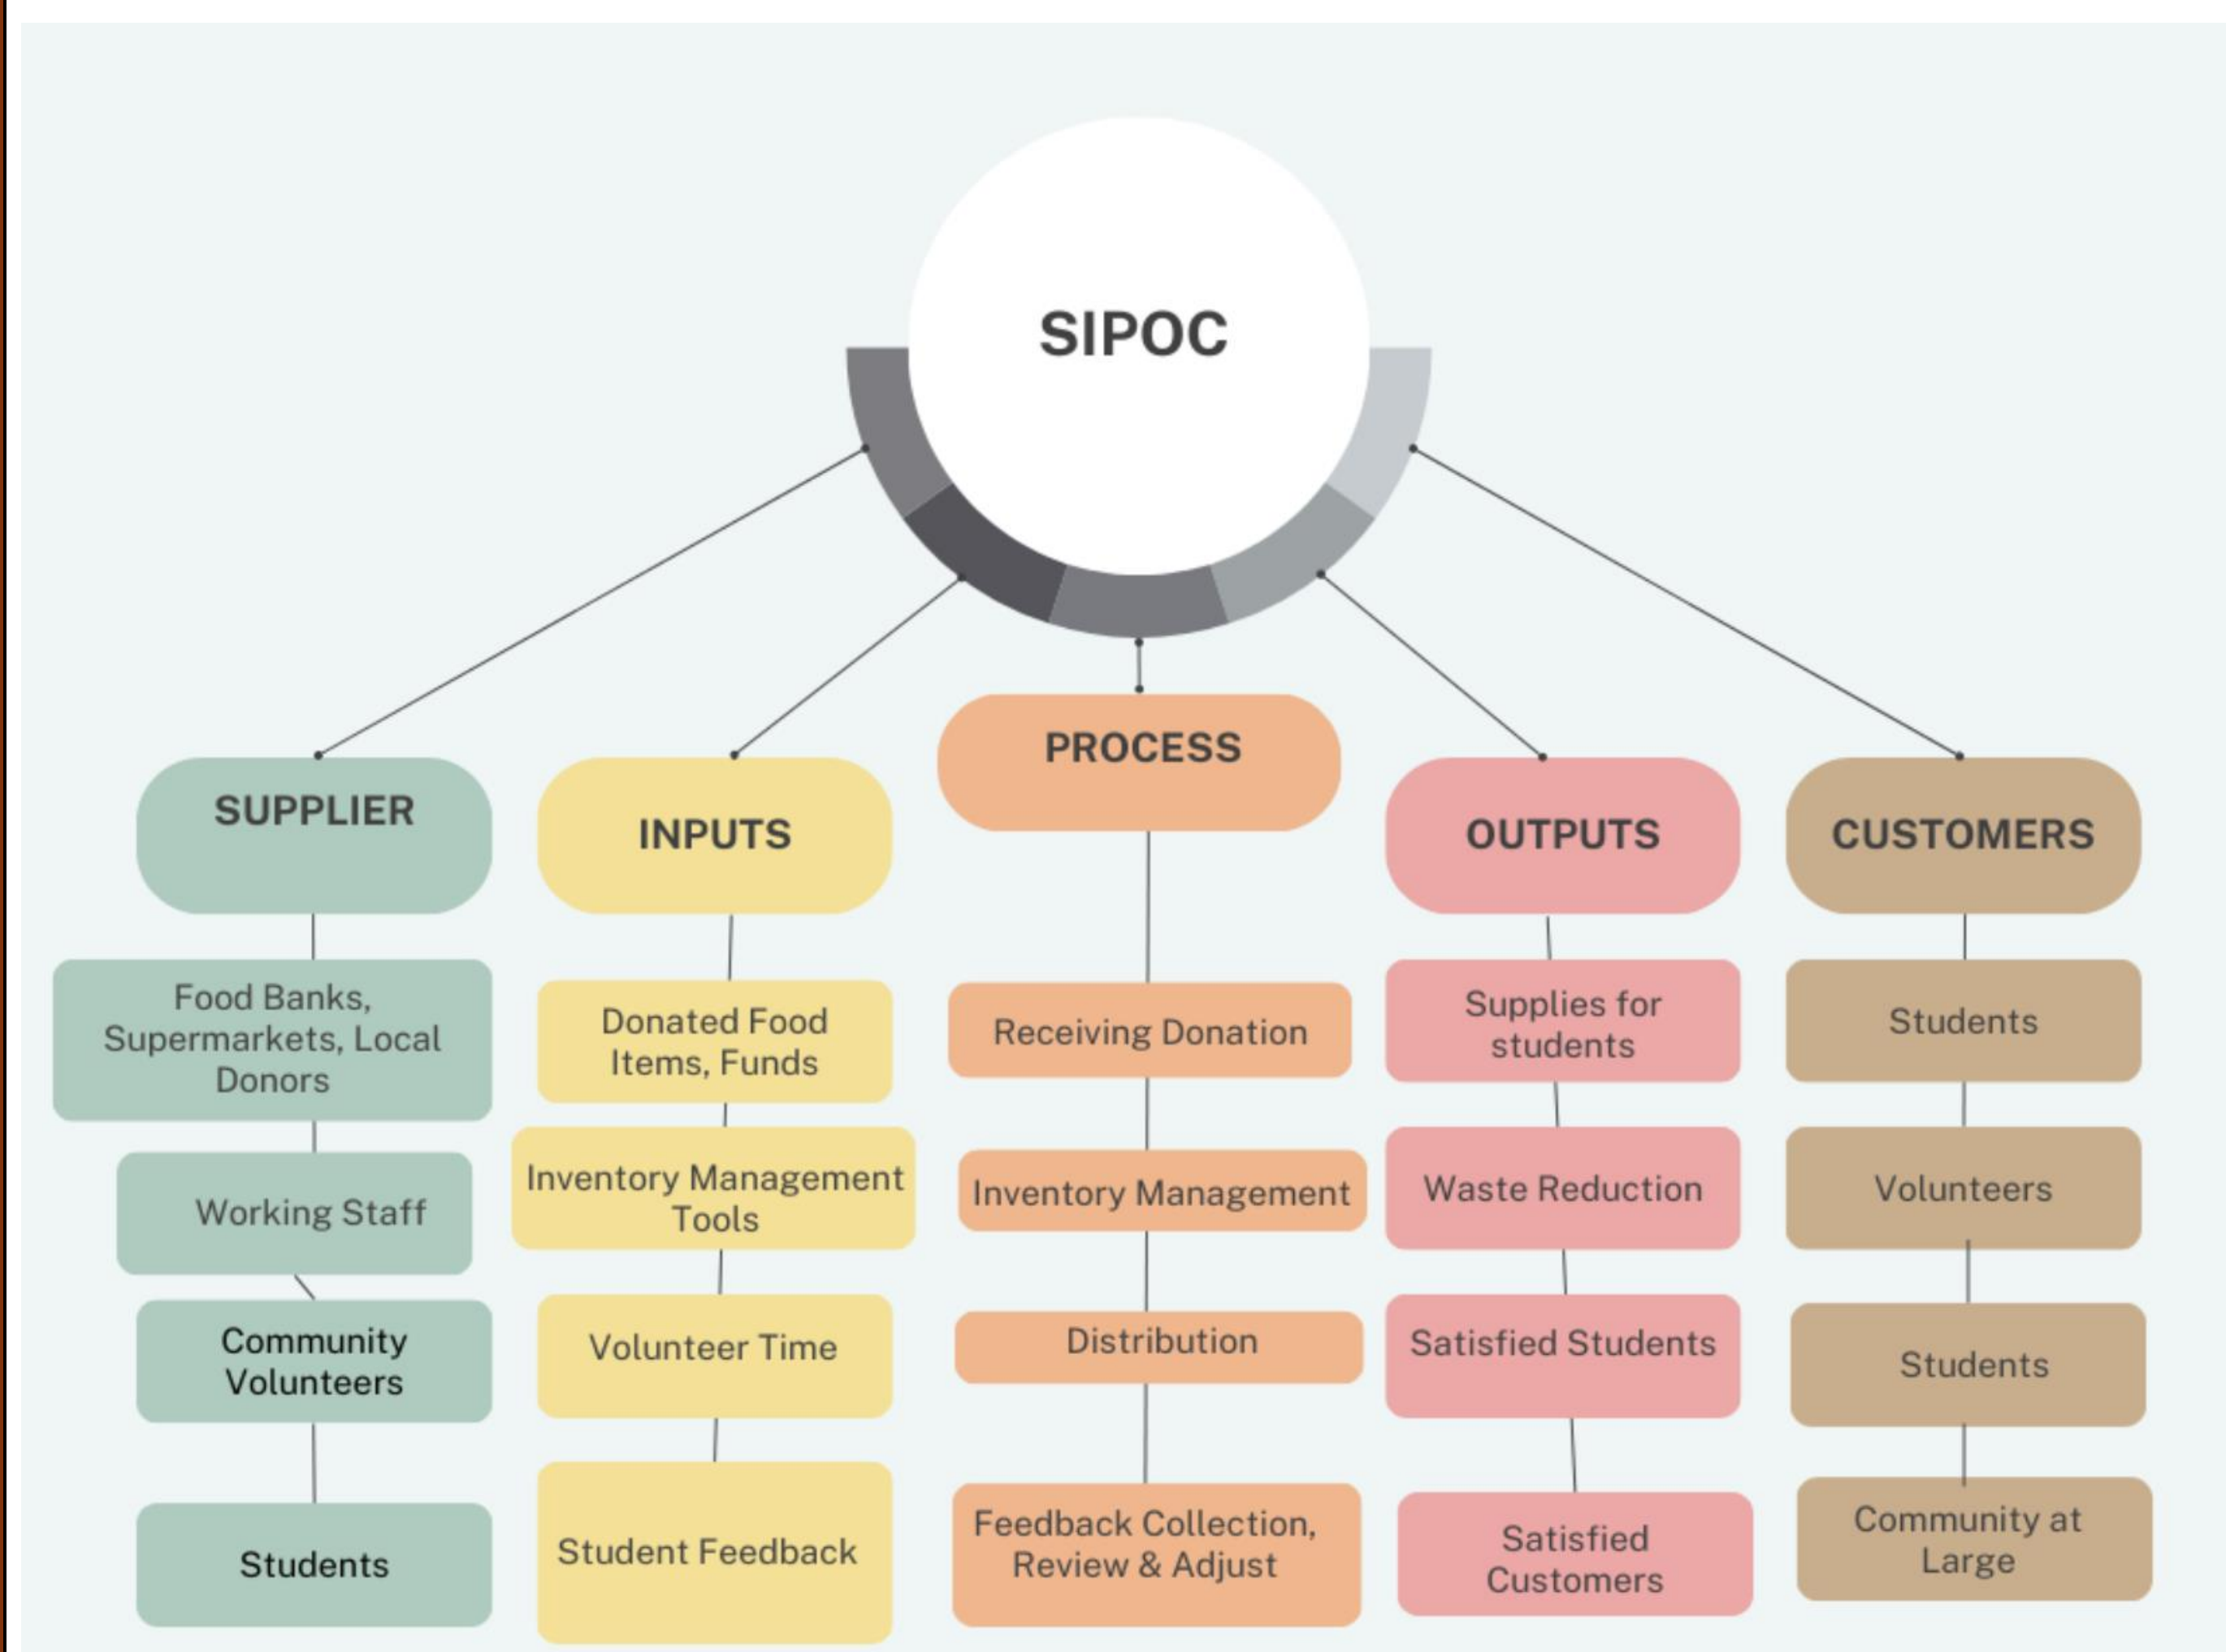 SIPOC
SUPPLIER
Food Banks,
Supermarkets, Local
Donors
Working Staff
Community
Volunteers
Students
INPUTS
Donated Food
Items, Funds
Inventory Management
Tools
Volunteer Time
Student Feedback
PROCESS
Receiving Donation
Inventory Management
Distribution
Feedback Collection,
Review & Adjust
OUTPUTS
Supplies for
students
Waste Reduction
Satisfied Students
Satisfied
Customers
CUSTOMERS
Students
Volunteers
Students
Community at
Large